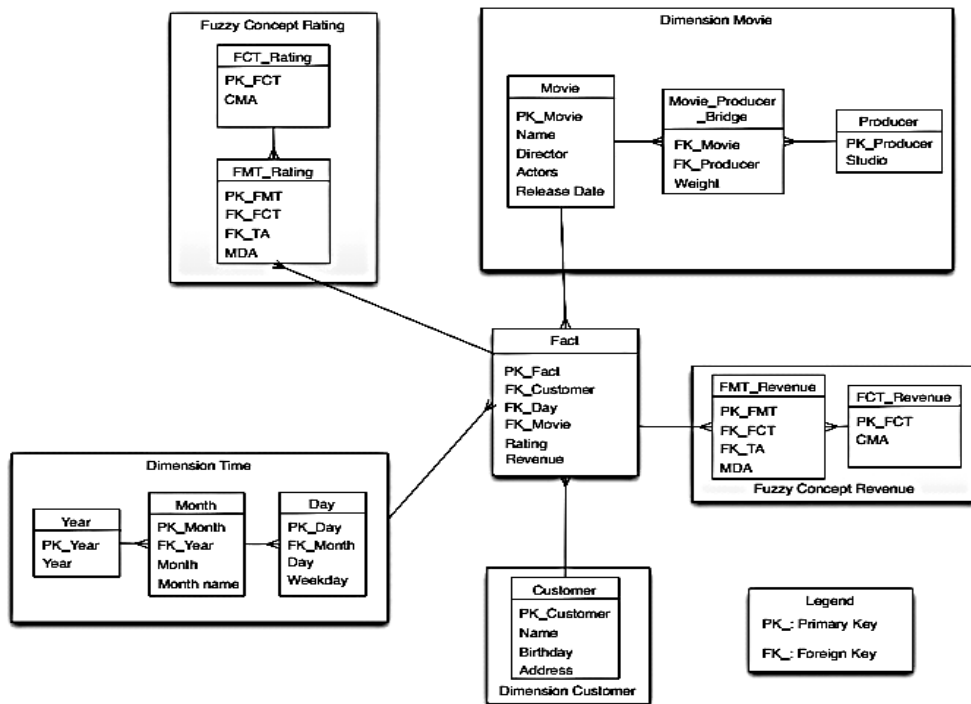 Fuzzy Concept Rating
FCT_Rating
PK_FCT
CMA
FMT_Rating
PK_FMT
FK_FCT
FK_TA
MDA
Dimension Movie
Movie
PK_Movie
Name
Director
Actors
Release Date
Movie_Producer
_Bridge
FK_Movie
FK_Producer
Weight
Producer
PK_Producer
Studio
Fact
PK_Fact
FK_Customer
FK_Day
FK_Movie
Rating
Revenue
FMT_Revenue
PK_FMT
FK_FCT
FK_TA
MDA
FCT_Revenue
PK_FCT
CMA
Fuzzy Concept Revenue
Dimension Time
Year
PK_Year
Year
Month
PK_Month
FK_Year
Month
Month name
Day
PK_Day
FK_Month
Day
Weekday
Customer
PK_Customer
Name
Birthday
Address
Dimension Customer
Legend
PK_: Primary Key
FK_: Foreign Key